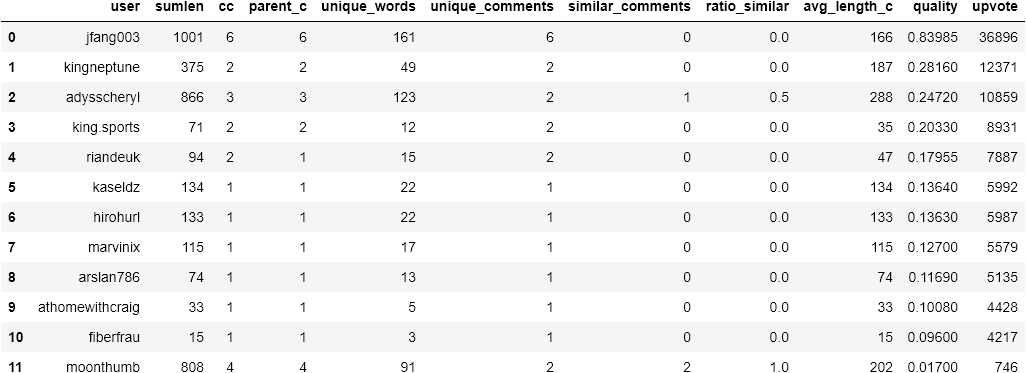 user sumlen cc parent_c unique_words unique_comments similar_comments ratio_similar avg_length_c quality upvote
0 jfang003 1001 6 6 161 6 0 0.0 166 0.83985 36896
1 kingneptune 375 2 2 49 2 0 0.0 187 0.28160 12371
2 adysscheryl 866 3 3 123 2 1 0.5 288 0.24720 10859
3 king.sports 71 2 2 12 2 0 0.0 35 0.20330 8931
4 riandeuk 94 2 1 15 2 0 0.0 47 0.17955 7887
5 kaseldz 134 1 1 22 1 0 0.0 134 0.13640 5992
6 hirohurl 133 1 1 22 1 0 0.0 133 0.13630 5987
7 marvinix 115 1 1 17 1 0 0.0 115 0.12700 5579
8 arslan786 74 1 1 13 1 0 0.0 74 0.11690 5135
9 athomewithcraig 33 1 1 5 1 0 0.0 33 0.10080 4428
10 fiberfrau 15 1 1 3 1 0 0.0 15 0.09600 4217
11 moonthumb 808 4 4 91 2 2 1.0 202 0.01700 746